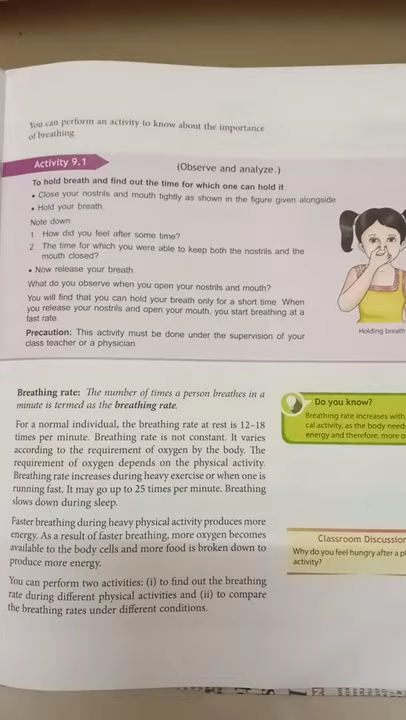 You can perform an activity to know about the importance
of breathing.
Activity 9.1
(Observe and analyze.)
To hold breath and find out the time for which one can hold it
• Close your nostrils and mouth tightly as shown in the figure given alongside
• Hold your breath.
Note down
1. How did you feel after some time?
2. The time for which you were able to keep both the nostrils and the
mouth closed?
• Now release your breath.
What do you observe when you open your nostrils and mouth?
You will find that you can hold your breath only for a short time. When
you release your nostrils and open your mouth, you start breathing at a
fast rate.
Precaution: This activity must be done under the supervision of your
class teacher or a physician.
Holding breath
Breathing rate: The number of times a person breathes in a
minute is termed as the breathing rate.
For a normal individual, the breathing rate at rest is 12–18
times per minute. Breathing rate is not constant. It varies
according to the requirement of oxygen by the body. The
requirement of oxygen depends on the physical activity.
Breathing rate increases during heavy exercise or when one is
running fast. It may go up to 25 times per minute. Breathing
slows down during sleep.
Faster breathing during heavy physical activity produces more
energy. As a result of faster breathing, more oxygen becomes
available to the body cells and more food is broken down to
produce more energy.
You can perform two activities: (i) to find out the breathing
rate during different physical activities and (ii) to compare
the breathing rates under different conditions.
Do you know?
Breathing rate increases with
cal activity, as the body need
energy and therefore, more o
Classroom Discussion
Why do you feel hungry after a pl
activity?